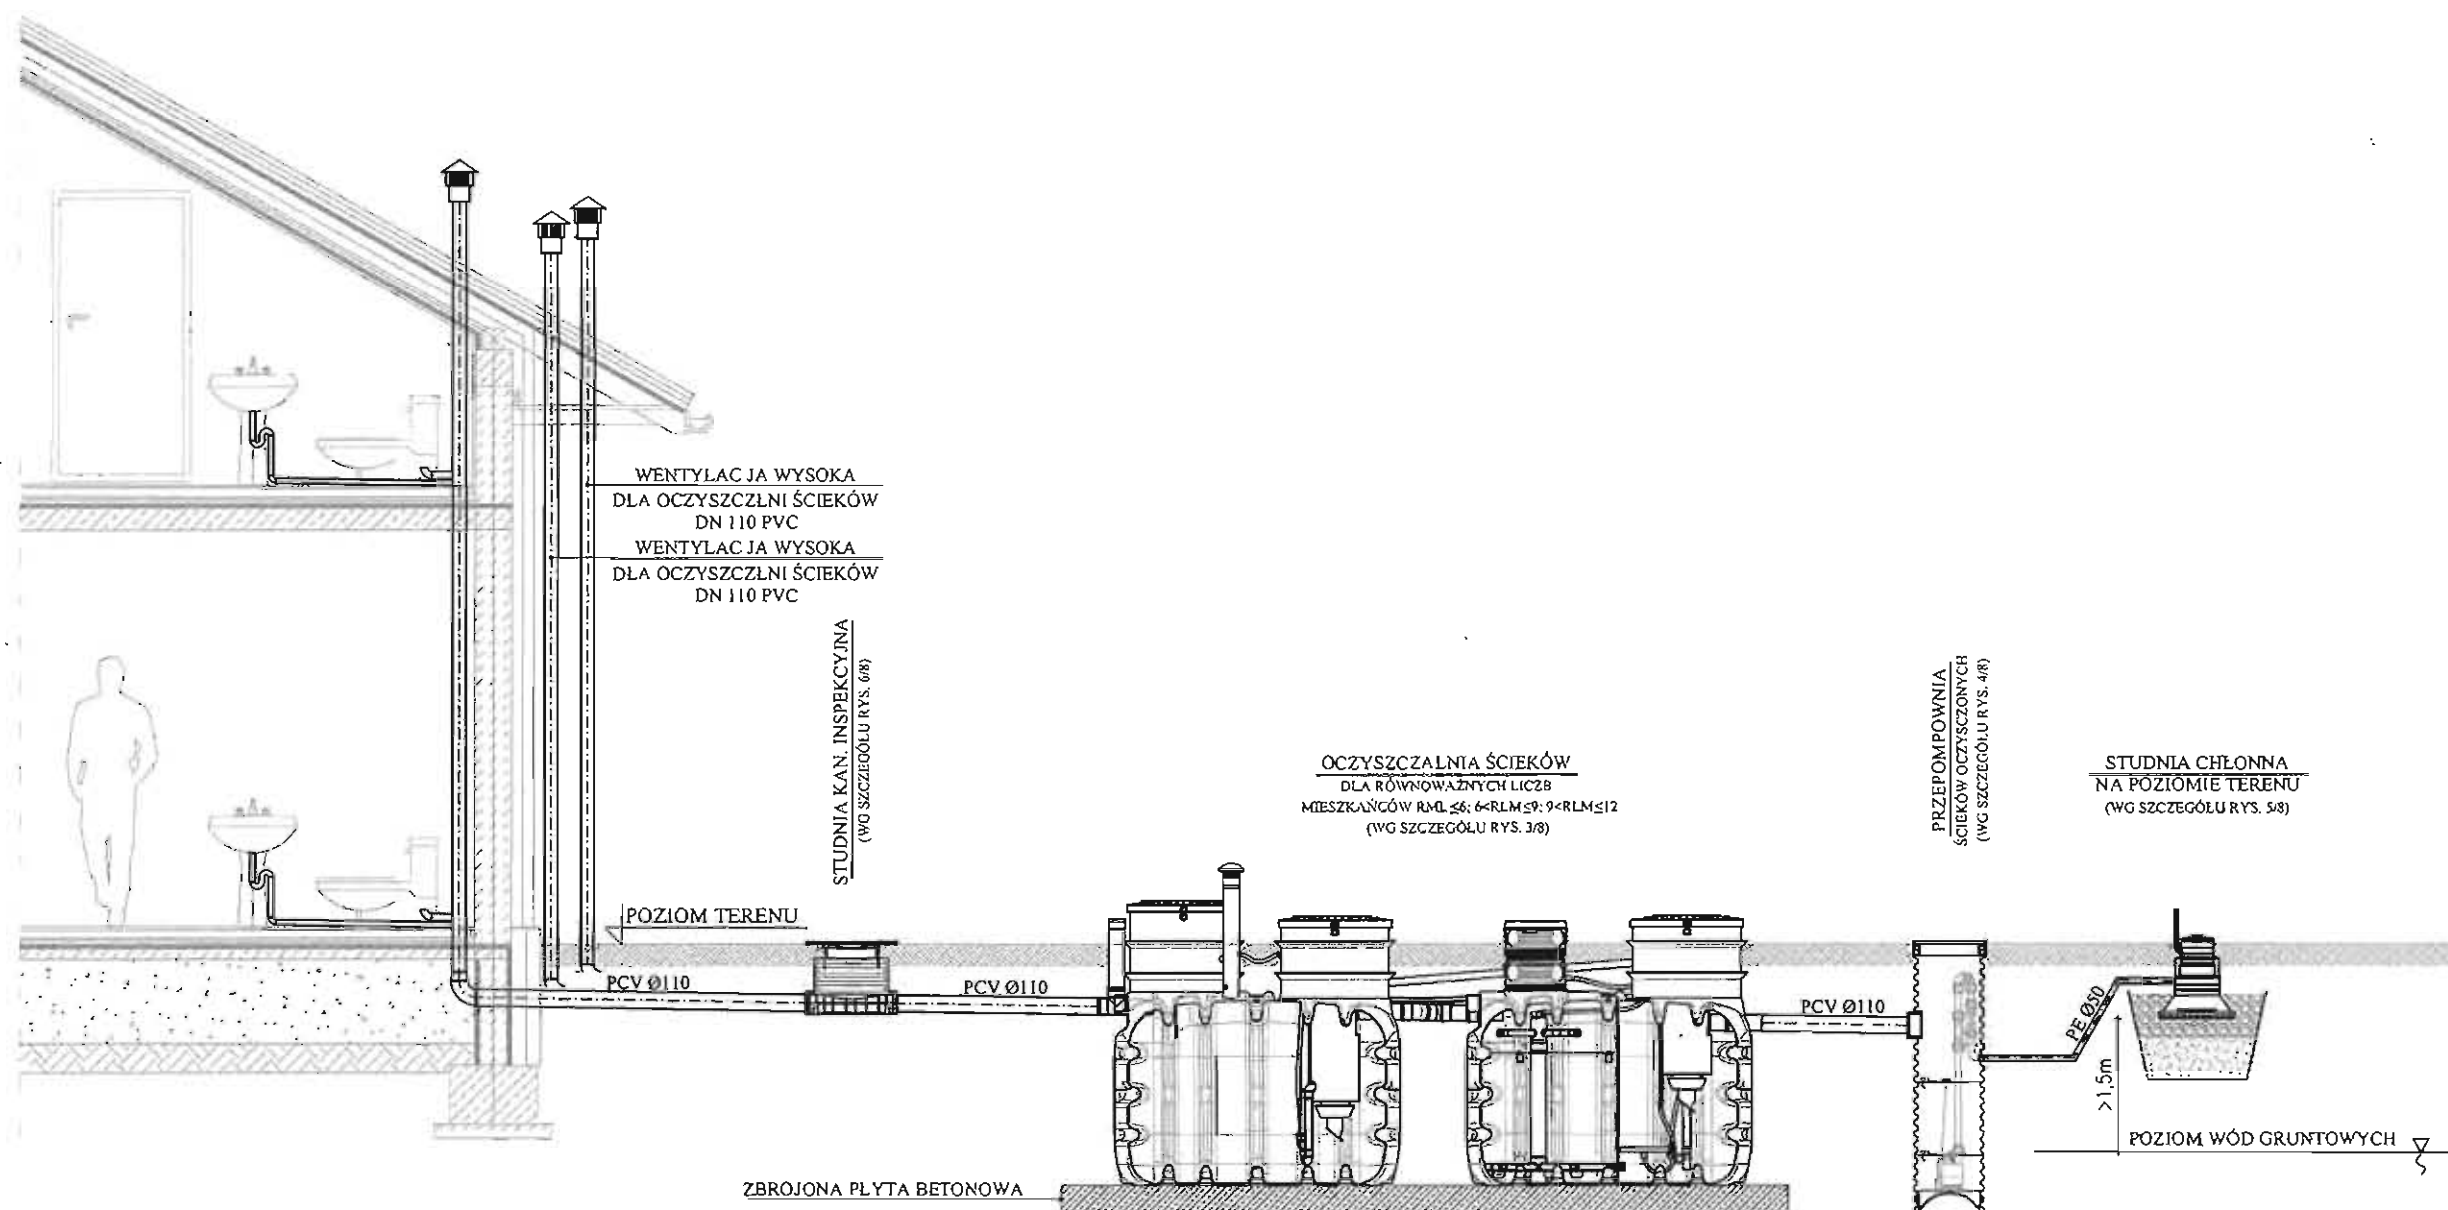 WENTYLACJA WYSOKA
DLA OCZYSZCZLNI ŚCIEKÓW
DN 110 PVC
WENTYLACJA WYSOKA
DLA OCZYSZCZLNI ŚCIEKÓW
DN 110 PVC
STUDNIA KAN. INSPEKCYJNA
(WG SZCZEGÓŁU RYS. 6/8)
POZIOM TERENU
PCV Ø110
PCV Ø110
OCZYSZCZALNIA ŚCIEKÓW
DLA RÓWNOWAŻNYCH LICZB
MIESZKAŃCÓW RML ≤6; 6<RLM≤9; 9<RLM≤12
(WG SZCZEGÓŁU RYS. 3/8)
PRZEPOMPOWNIA
ŚCIEKÓW OCZYSZCZONYCH
(WG SZCZEGÓŁU RYS. 4/8)
STUDNIA CHŁONNA
NA POZIOMIE TERENU
(WG SZCZEGÓŁU RYS. 5/8)
PCV Ø110
PE Ø50
>1,5m
POZIOM WÓD GRUNTOWYCH
ZBROJONA PŁYTA BETONOWA